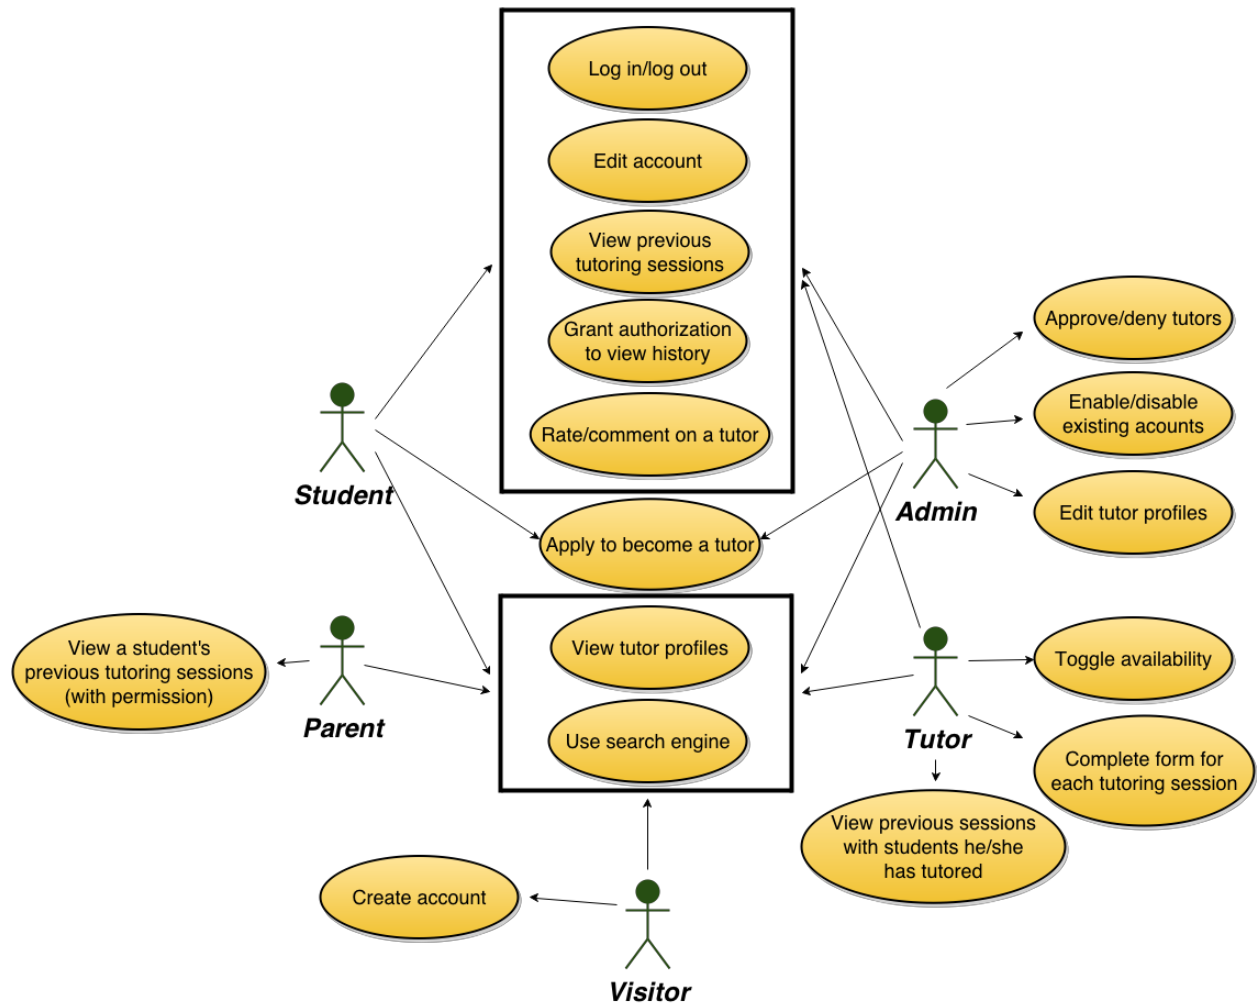 Log in/log out
Edit account
View previous
tutoring sessions
Grant authorization
to view history
Rate/comment on a tutor
Apply to become a tutor
View tutor profiles
Use search engine
Student
Parent
View a student's
previous tutoring sessions
(with permission)
Admin
Approve/deny tutors
Enable/disable
existing acounts
Edit tutor profiles
Tutor
Toggle availability
Complete form for
each tutoring session
View previous sessions
with students he/she
has tutored
Create account
Visitor